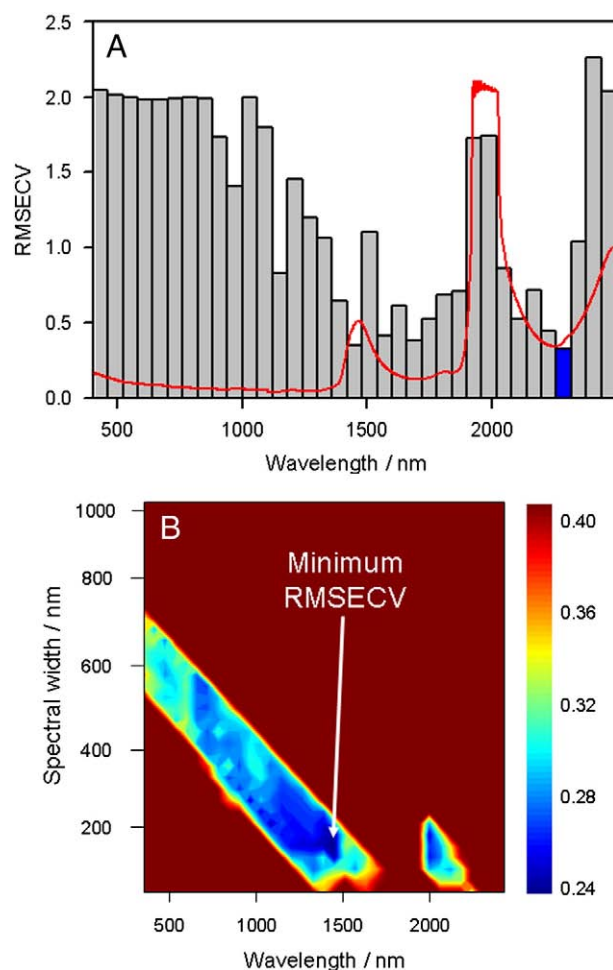 A
2.5
2.0
1.5
1.0
0.5
0.0
RMSECV
500 1000 1500 2000
Wavelength / nm
B
Minimum
RMSECV
1000
800
600
400
200
Spectral width / nm
500 1000 1500 2000
Wavelength / nm
0.40
0.36
0.32
0.28
0.24